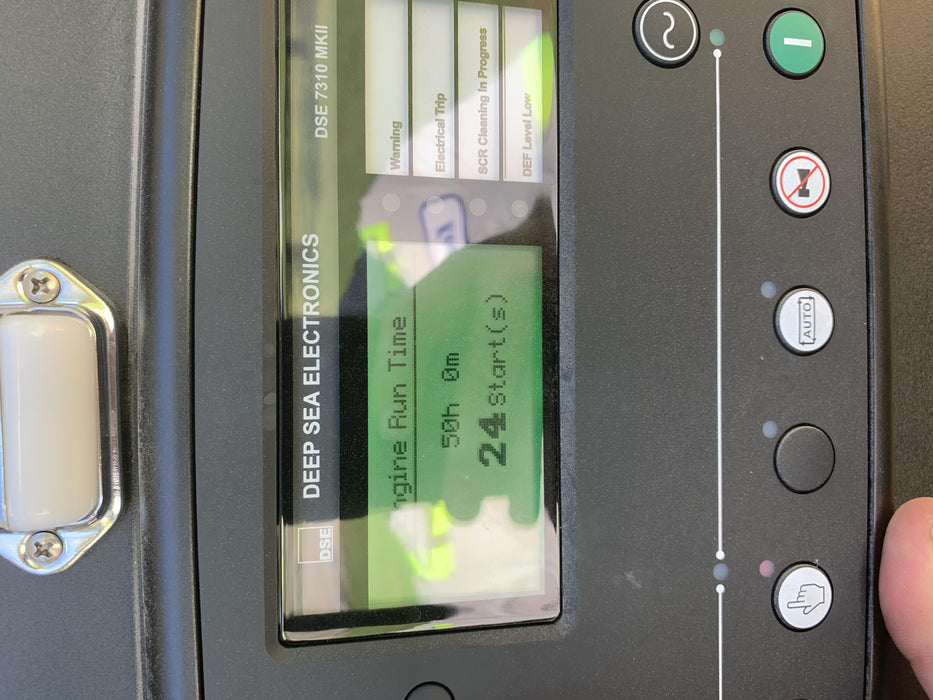 DSE
DEEP SEA ELECTRONICS
DSE 7310 MKII
ngine Run Time
50h 0m
24 Start(s)
Warning
Electrical Trip
SCR Cleaning In Progress
DEF Level Low
AUTO